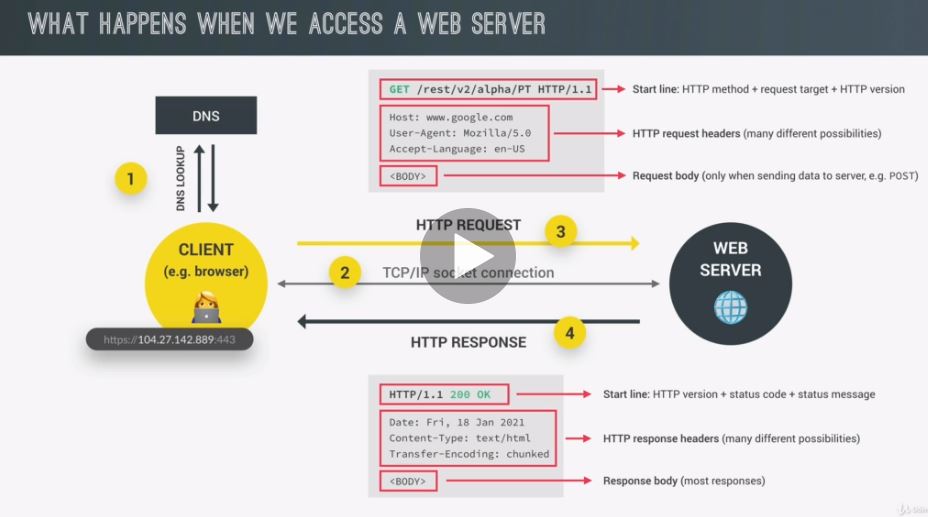 WHAT HAPPENS WHEN WE ACCESS A WEB SERVER
GET /rest/v2/alpha/PT HTTP/1.1
Start line: HTTP method + request target + HTTP version
Host: www.google.com
User-Agent: Mozilla/5.0
Accept-Language: en-US
HTTP request headers (many different possibilities)
<BODY>
Request body (only when sending data to server, e.g. POST)
DNS
1
DNS LOOKUP
CLIENT
(e.g. browser)
https://104.27.142.889:443
HTTP REQUEST
3
2
TCP/IP socket connection
4
HTTP RESPONSE
WEB
SERVER
HTTP/1.1 200 OK
Start line: HTTP version + status code + status message
Date: Fri, 18 Jan 2021
Content-Type: text/html
Transfer-Encoding: chunked
HTTP response headers (many different possibilities)
<BODY>
Response body (most responses)